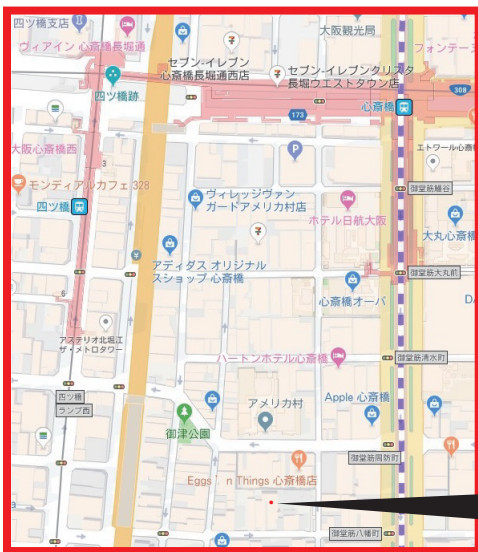 四ツ橋支店
ヴィアイン 心斎橋長堀通
大阪観光局
フォンテーヌ
セブン-イレブン
心斎橋長堀通西店
セブン-イレブンクリスタ
長堀ウエストタウン店
四ツ橋跡
308
173
心斎橋
大阪心斎橋西
3
エトワール心斎橋
モンディアルカフェ 328
御堂筋鰻谷
四ツ橋
ヴィレッジヴァン
ガードアメリカ村店
ホテル日航大阪
大丸心斎橋
アディダス オリジナル
スショップ 心斎橋
御堂筋大丸前
6
心斎橋オーパ
D
アステリオ北堀江
ザ・メトロタワー
ハートンホテル心斎橋
御堂筋清水町
四ツ橋
ランプ西
アメリカ村
Apple 心斎橋
御津公園
御堂筋周防町
Eggs 'n Things 心斎橋店
御堂筋八幡町